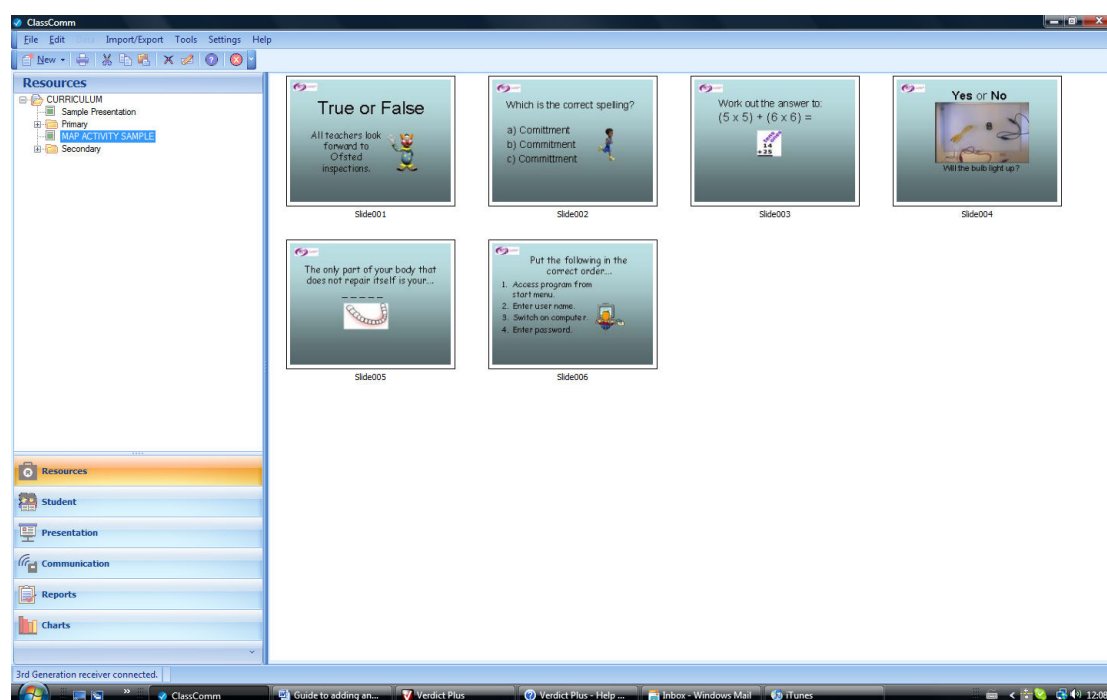 ClassComm
File Edit Data Import/Export Tools Settings Help
New
Resources
CURRICULUM
Sample Presentation
Primary
MAP ACTIVITY SAMPLE
Secondary
True or False
All teachers look
forward to
Ofsted
inspections.
Slide001
Which is the correct spelling?
a) Comittment
b) Commitment
c) Committment
Slide002
Work out the answer to:
(5 x 5) + (6 x 6) =
14
+25
Slide003
Yes or No
Will the bulb light up?
Slide004
The only part of your body that
does not repair itself is your...
_ _ _ _ _
Slide005
Put the following in the
correct order...
1. Access program from
start menu.
2. Enter user name.
3. Switch on computer.
4. Enter password.
Slide006
Resources
Student
Presentation
Communication
Reports
Charts
3rd Generation receiver connected.
ClassComm
Guide to adding an...
Verdict Plus
Verdict Plus - Help ...
Inbox - Windows Mail
iTunes
12:08